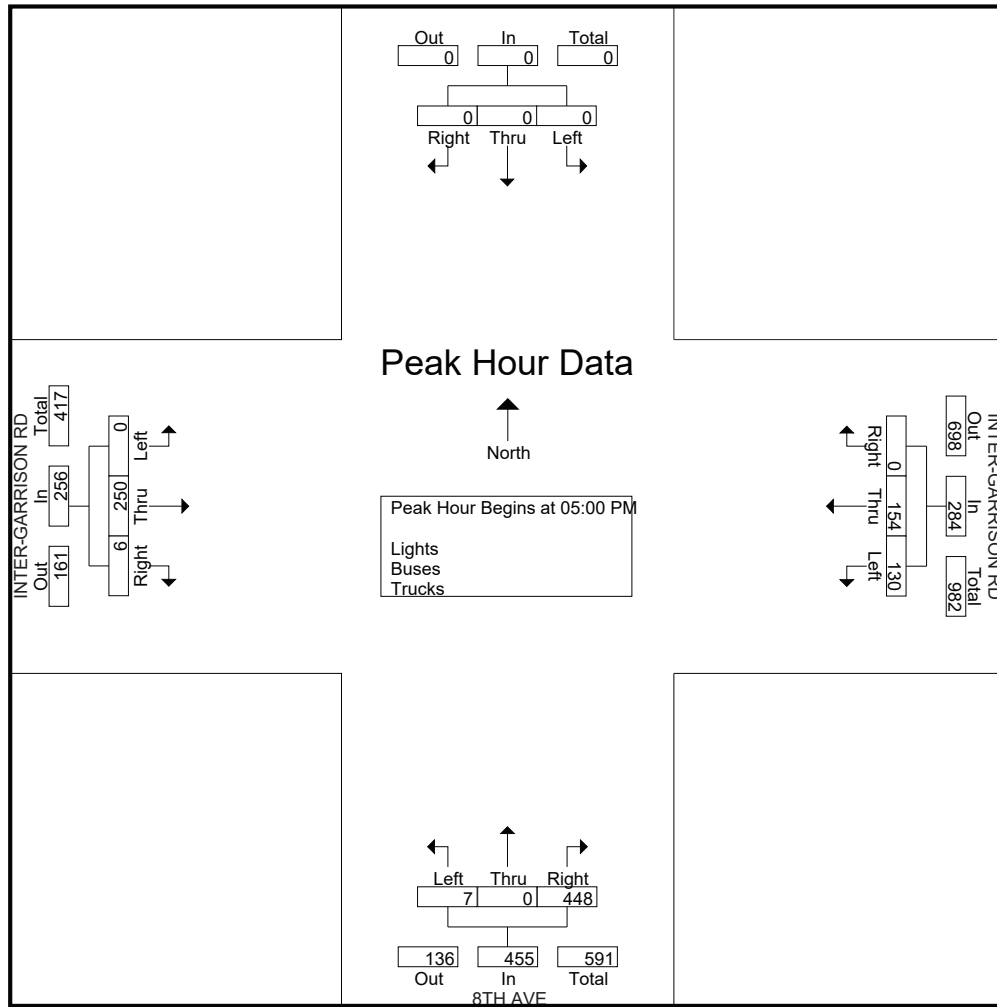 Out In Total
0 0 0
0 0 0
Right Thru Left
Peak Hour Data
North
Peak Hour Begins at 05:00 PM
Lights
Buses
Trucks
INTER-GARRISON RD
Out In Total
161 256 417
6 250 0
Right Thru Left
INTER-GARRISON RD
Out In Total
698 284 982
0 154 130
Right Thru Left
Left Thru Right
7 0 448
136 455 591
Out In Total
8TH AVE